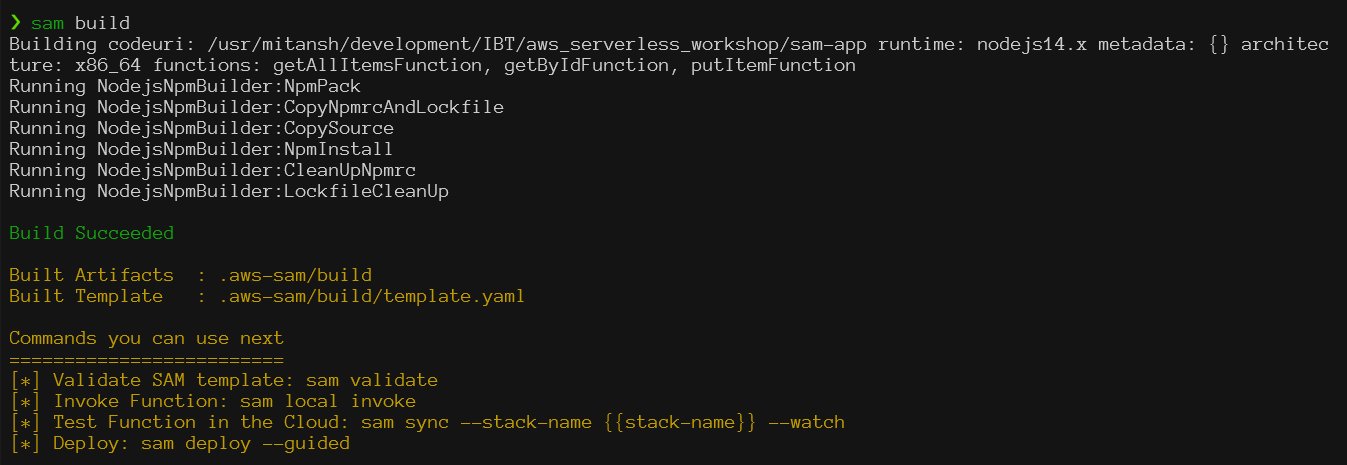 ❯ sam build
Building codeuri: /usr/mitansh/development/IBT/aws_serverless_workshop/sam-app runtime: nodejs14.x metadata: {} architec
ture: x86_64 functions: getAllItemsFunction, getByIdFunction, putItemFunction
Running NodejsNpmBuilder:NpmPack
Running NodejsNpmBuilder:CopyNpmrcAndLockfile
Running NodejsNpmBuilder:CopySource
Running NodejsNpmBuilder:NpmInstall
Running NodejsNpmBuilder:CleanUpNpmrc
Running NodejsNpmBuilder:LockfileCleanUp
Build Succeeded
Built Artifacts  : .aws-sam/build
Built Template   : .aws-sam/build/template.yaml
Commands you can use next
=========================
[*] Validate SAM template: sam validate
[*] Invoke Function: sam local invoke
[*] Test Function in the Cloud: sam sync --stack-name {{stack-name}} --watch
[*] Deploy: sam deploy --guided